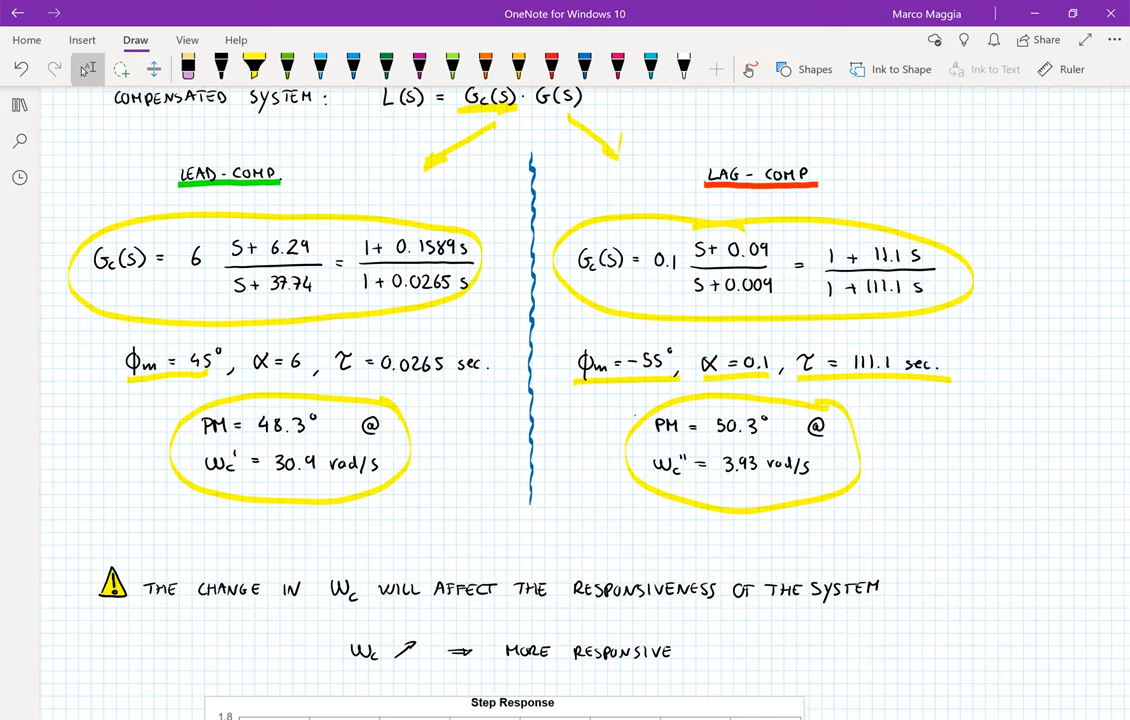 OneNote for Windows 10
Marco Maggia
Home Insert Draw View Help
Share
Shapes Ink to Shape Ink to Text Ruler
COMPENSATED SYSTEM : L(S) = Gc(S) · G(S)
LEAD-COMP.
Gc(S) = 6 S+ 6.29 / S+ 37.74 = 1+ 0.1589 s / 1+0.0265 s
ϕm = 45°, α = 6, τ = 0.0265 sec.
PM = 48.3° @
ωc' = 30.9 rad/s
LAG - COMP
Gc(S) = 0.1 S+ 0.09 / S+0.009 = 1 + 11.1 s / 1 + 111.1 s
ϕm = -55°, α = 0.1, τ = 111.1 sec.
PM = 50.3° @
ωc'' = 3.93 rad/s
THE CHANGE IN ωc WILL AFFECT THE RESPONSIVENESS OF THE SYSTEM
ωc ↗ ⇒ MORE RESPONSIVE
Step Response
1.8